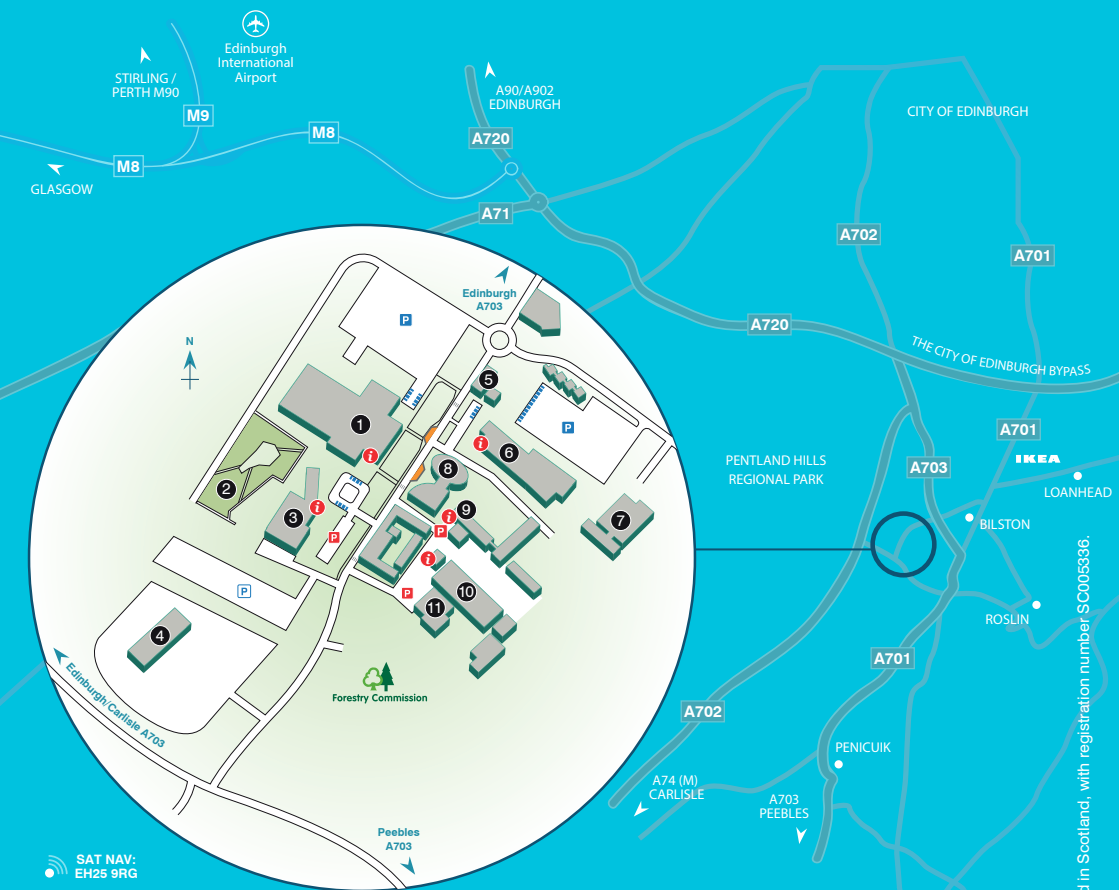 Edinburgh
International
Airport
STIRLING /
PERTH M90
A90/A902
EDINBURGH
CITY OF EDINBURGH
M9
M8
A720
M8
GLASGOW
A71
A702
A701
Edinburgh
A703
N
P
A720
THE CITY OF EDINBURGH BYPASS
5
1
i
P
i
6
A701
IKEA
PENTLAND HILLS
REGIONAL PARK
A703
LOANHEAD
8
2
i
3
i
9
7
BILSTON
P
P
i
P
P
10
11
ROSLIN
4
A701
Forestry Commission
Edinburgh/Carlisle A703
A702
PENICUIK
A74 (M)
CARLISLE
A703
PEEBLES
Peebles
A703
SAT NAV:
EH25 9RG
d in Scotland, with registration number SC005336.